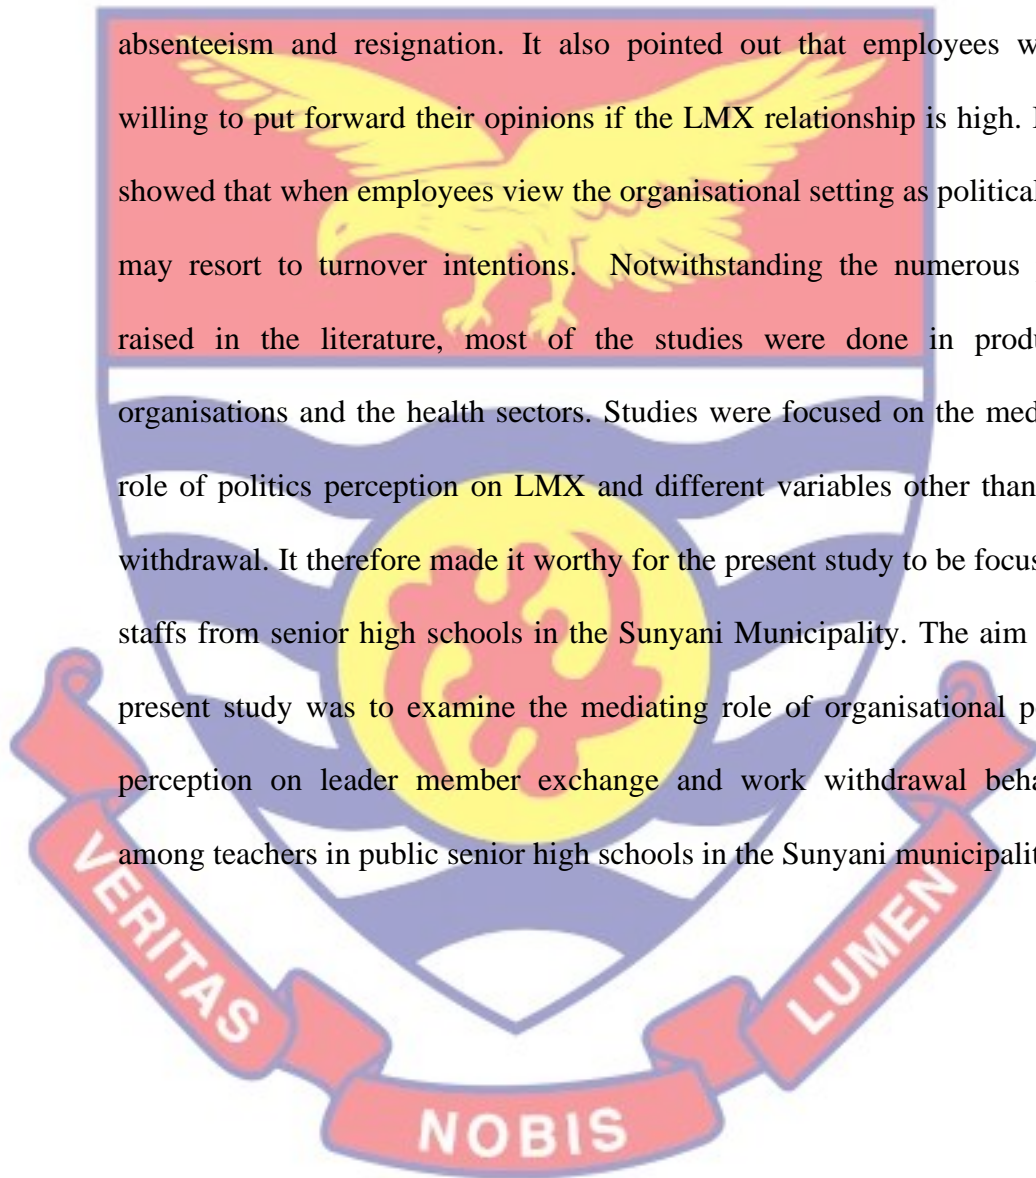 absenteeism and resignation. It also pointed out that employees
willing to put forward their opinions if the LMX relationship is high.
showed that when employees view the organisational setting as political
may resort to turnover intentions. Notwithstanding the numerous
raised in the literature, most of the studies were done in
organisations and the health sectors. Studies were focused on the
role of politics perception on LMX and different variables other than
withdrawal. It therefore made it worthy for the present study to be
staffs from senior high schools in the Sunyani Municipality. The aim
present study was to examine the mediating role of organisational
perception on leader member exchange and work withdrawal
among teachers in public senior high schools in the Sunyani
VERITAS
NOBIS
LUMEN